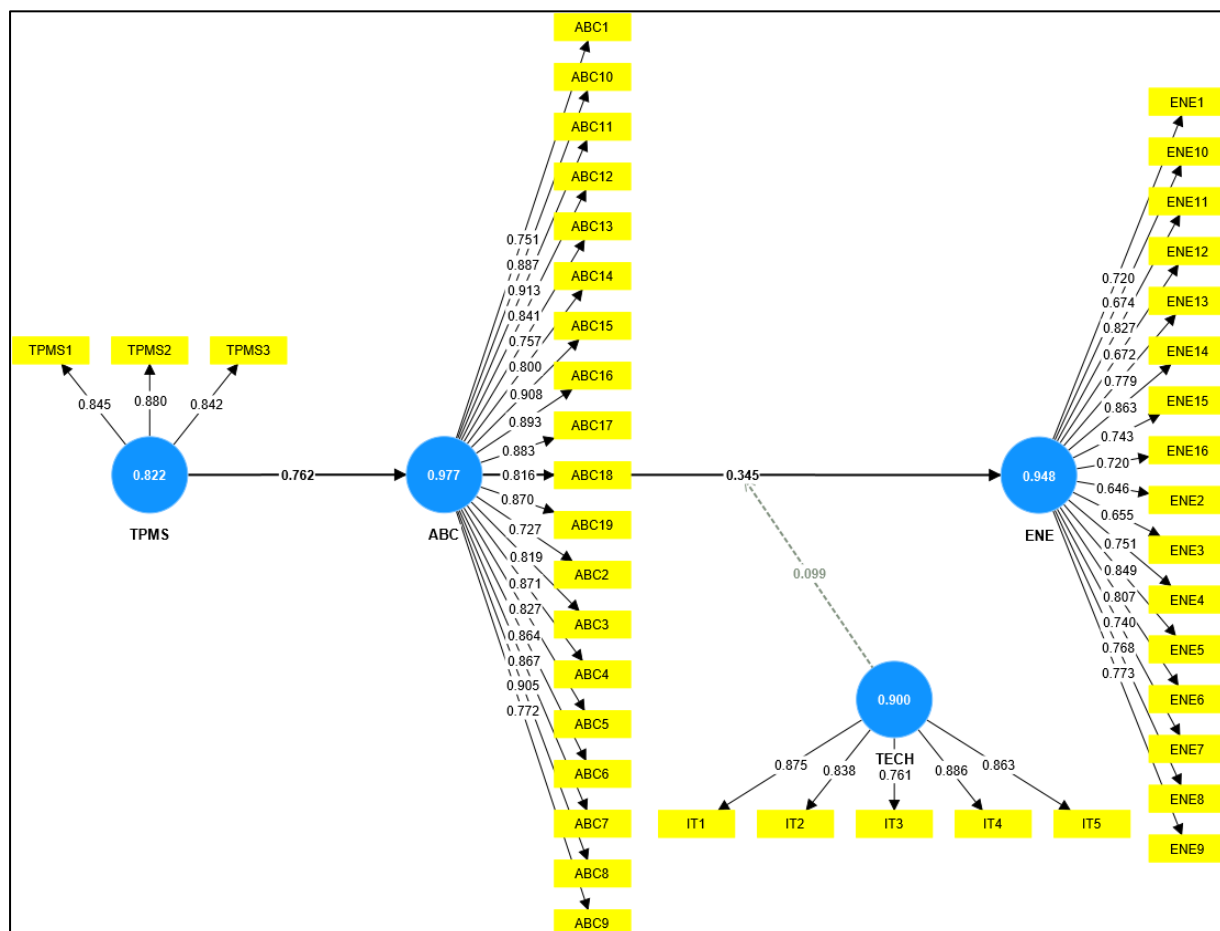 ABC1
ABC10
ABC11
ABC12
ABC13
ABC14
ABC15
ABC16
ABC17
ABC18
ABC19
ABC2
ABC3
ABC4
ABC5
ABC6
ABC7
ABC8
ABC9
0.751
0.887
0.913
0.841
0.757
0.800
0.908
0.893
0.883
0.816
0.870
0.727
0.819
0.871
0.827
0.864
0.867
0.905
0.772
TPMS1 TPMS2 TPMS3
0.845 0.880 0.842
0.822 0.762 0.977 0.345 0.948
TPMS ABC ENE
0.099
ENE1
ENE10
ENE11
ENE12
ENE13
ENE14
ENE15
ENE16
ENE2
ENE3
ENE4
ENE5
ENE6
ENE7
ENE8
ENE9
0.720
0.674
0.827
0.672
0.779
0.863
0.743
0.720
0.646
0.655
0.751
0.849
0.807
0.740
0.768
0.773
0.900
TECH
0.875 0.838 0.761 0.886 0.863
IT1 IT2 IT3 IT4 IT5